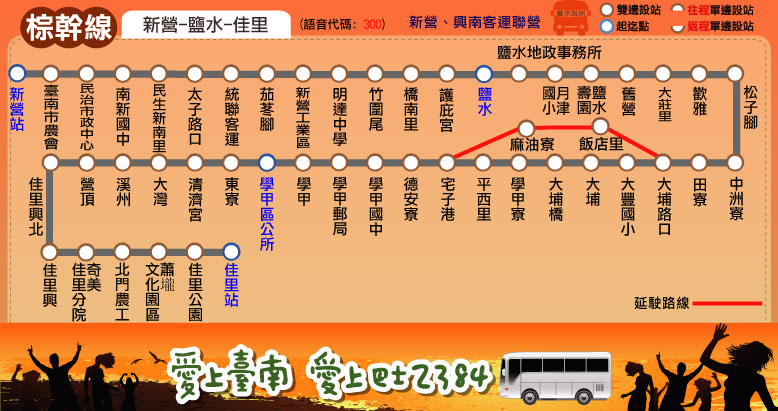 棕幹線
新營-鹽水-佳里
(語音代碼: 300)
新營、興南客運聯營
雙邊設站
往程單邊設站
起迄點
返程單邊設站
鹽水地政事務所
新營站
臺南市農會
民治市政中心
南新國中
民生新南里
太子路口
統聯客運
茄苳腳
新營工業區
明達中學
竹圍尾
橋南里
護庇宮
鹽水
月津國小
鹽水壽園
舊營
大莊里
歡雅
松子腳
麻油寮
飯店里
佳里興北
營頂
溪州
大灣
清濟宮
東寮
學甲區公所
學甲
學甲郵局
學甲國中
德安寮
宅子港
平西里
學甲寮
大埔橋
大埔
大豐國小
大埔路口
田寮
中洲寮
佳里興
奇美佳里分院
北門農工
蕭壠文化園區
佳里公園
佳里站
延駛路線
愛上臺南 愛上巴士2384